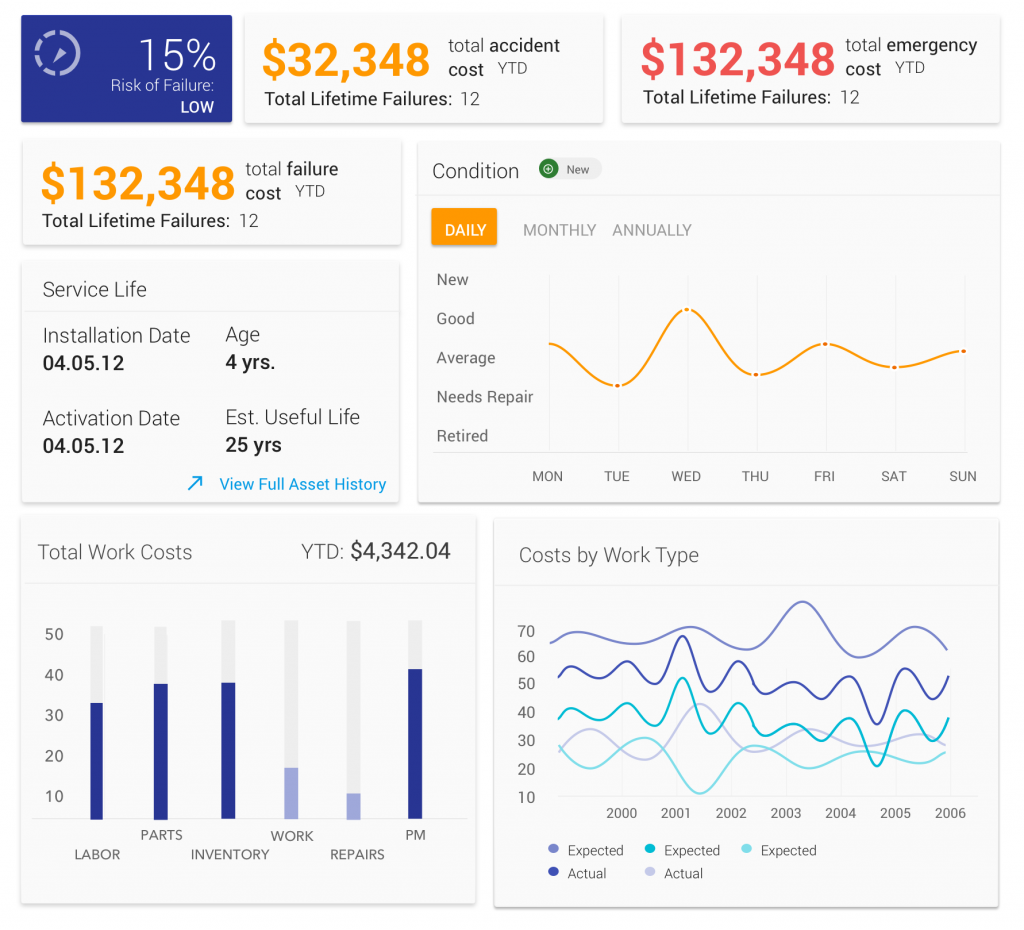 15%
Risk of Failure:
LOW
$32,348 total accident cost YTD
Total Lifetime Failures: 12
$132,348 total emergency cost YTD
Total Lifetime Failures: 12
$132,348 total failure cost YTD
Total Lifetime Failures: 12
Condition New
DAILY MONTHLY ANNUALLY
New
Good
Average
Needs Repair
Retired
MON TUE WED THU FRI SAT SUN
Service Life
Installation Date Age
04.05.12 4 yrs.
Activation Date Est. Useful Life
04.05.12 25 yrs
View Full Asset History
Total Work Costs YTD: $4,342.04
50
40
30
20
10
PARTS WORK PM
LABOR INVENTORY REPAIRS
Costs by Work Type
70
60
50
40
30
20
10
2000 2001 2002 2003 2004 2005 2006
Expected Expected Expected
Actual Actual